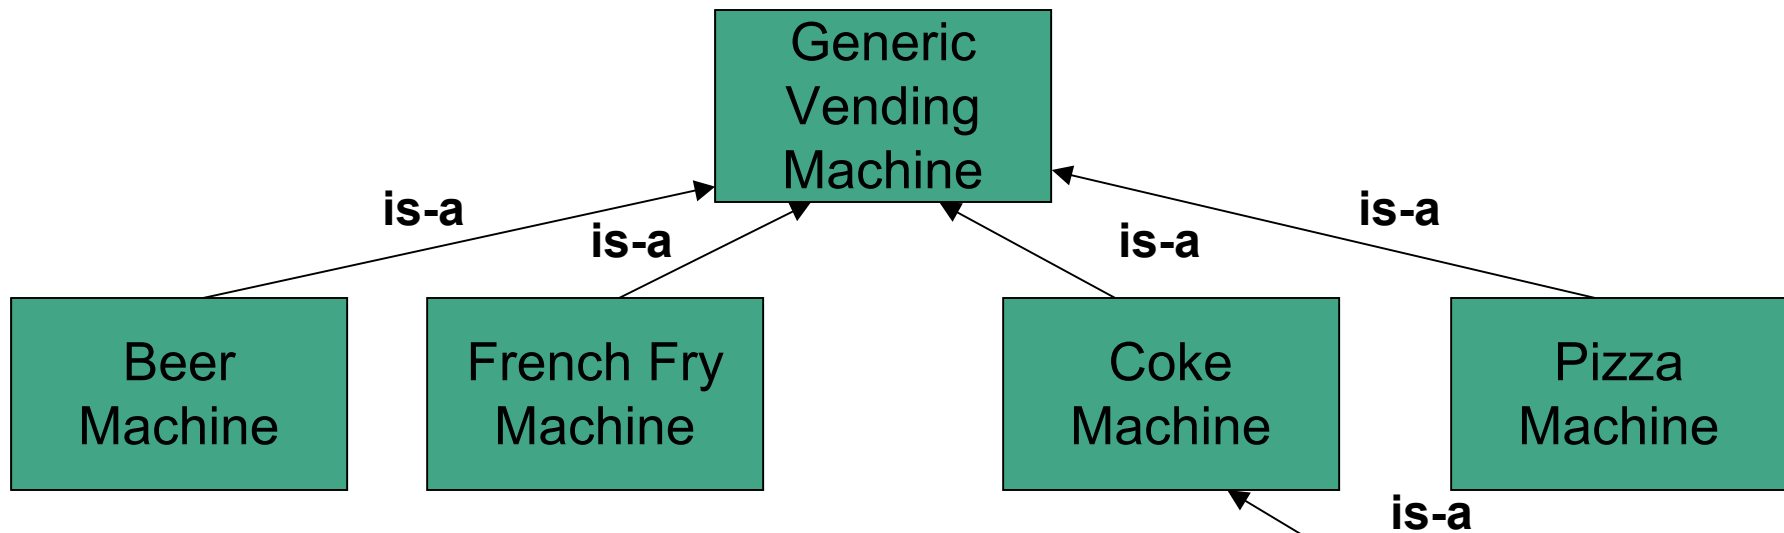 Generic
Vending
Machine
is-a
is-a
is-a
is-a
Beer
Machine
French Fry
Machine
Coke
Machine
Pizza
Machine
is-a